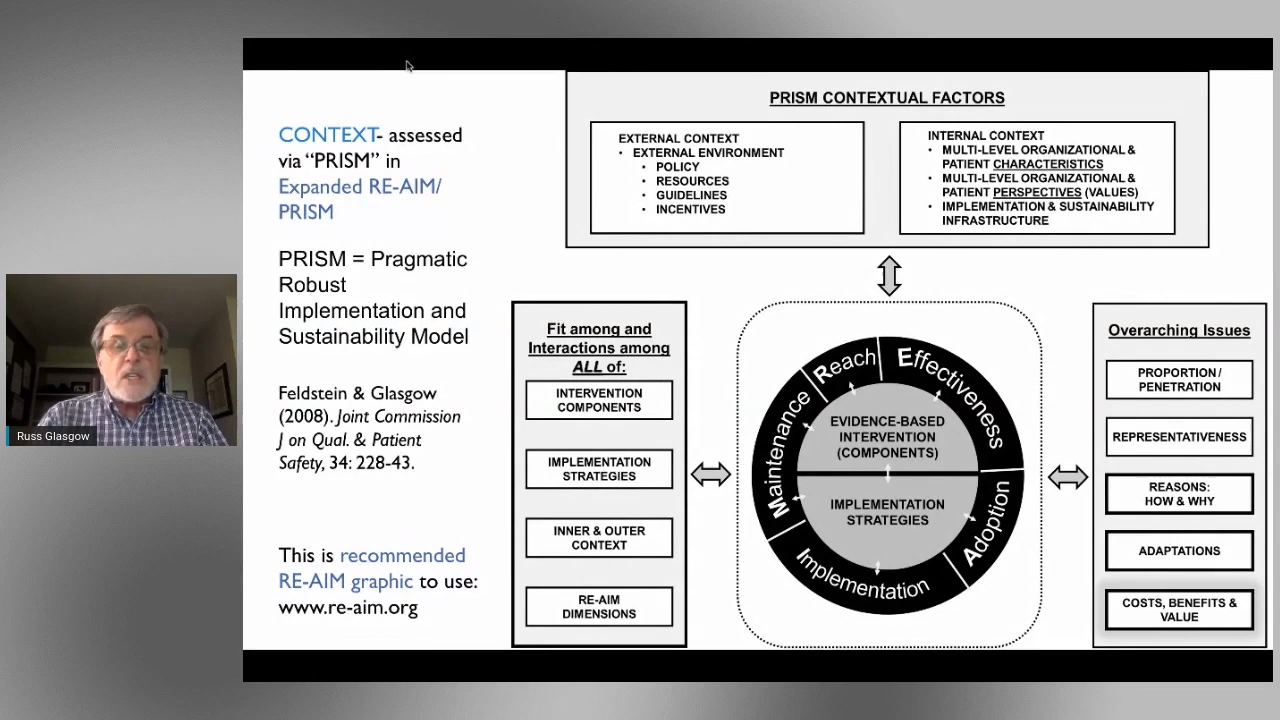 CONTEXT- assessed
via “PRISM” in
Expanded RE-AIM/
PRISM
PRISM = Pragmatic
Robust
Implementation and
Sustainability Model
Feldstein & Glasgow
(2008). Joint Commission
J on Qual. & Patient
Safety, 34: 228-43.
This is recommended
RE-AIM graphic to use:
www.re-aim.org
PRISM CONTEXTUAL FACTORS
EXTERNAL CONTEXT
• EXTERNAL ENVIRONMENT
• POLICY
• RESOURCES
• GUIDELINES
• INCENTIVES
INTERNAL CONTEXT
• MULTI-LEVEL ORGANIZATIONAL &
PATIENT CHARACTERISTICS
• MULTI-LEVEL ORGANIZATIONAL &
PATIENT PERSPECTIVES (VALUES)
• IMPLEMENTATION & SUSTAINABILITY
INFRASTRUCTURE
Fit among and
Interactions among
ALL of:
INTERVENTION
COMPONENTS
IMPLEMENTATION
STRATEGIES
INNER & OUTER
CONTEXT
RE-AIM
DIMENSIONS
Reach
Effectiveness
Adoption
Implementation
Maintenance
EVIDENCE-BASED
INTERVENTION
(COMPONENTS)
IMPLEMENTATION
STRATEGIES
Overarching Issues
PROPORTION /
PENETRATION
REPRESENTATIVENESS
REASONS:
HOW & WHY
ADAPTATIONS
COSTS, BENEFITS &
VALUE
Russ Glasgow